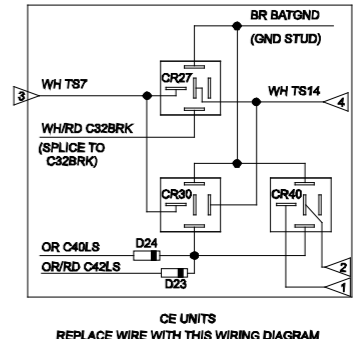 BR BATGND
(GND STUD)
CR27
WH TS7
WH TS14
3
4
WH/RD C32BRK
(SPLICE TO
C32BRK)
CR30
CR40
OR C40LS
D24
OR/RD C42LS
D23
2
1
CE UNITS
REPLACE WIRE WITH THIS WIRING DIAGRAM